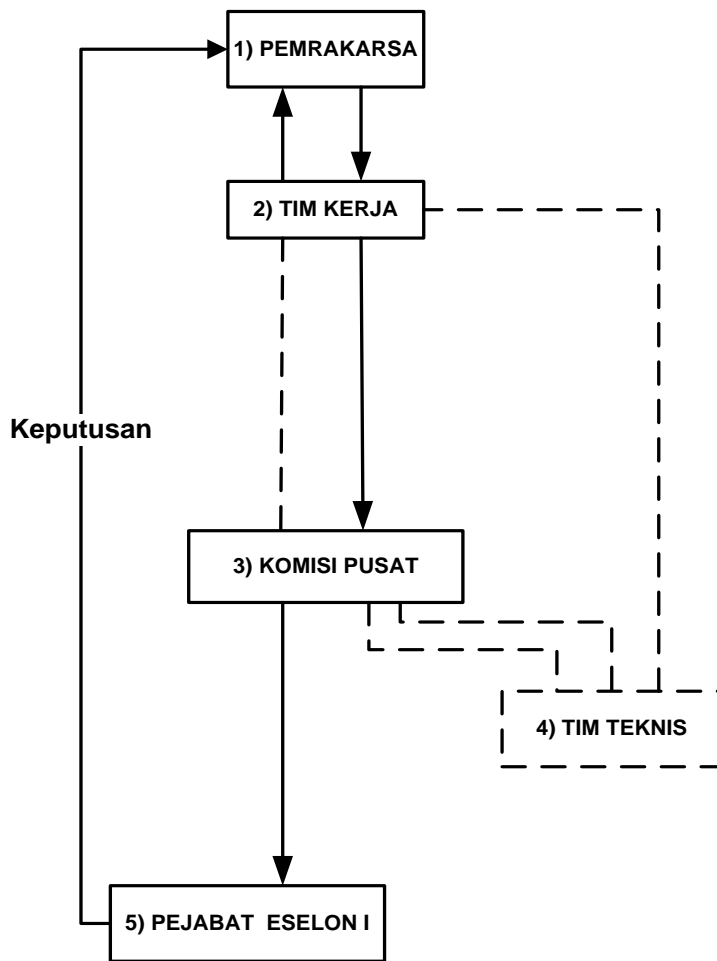 1) PEMRAKARSA
2) TIM KERJA
Keputusan
3) KOMISI PUSAT
4) TIM TEKNIS
5) PEJABAT ESELON I